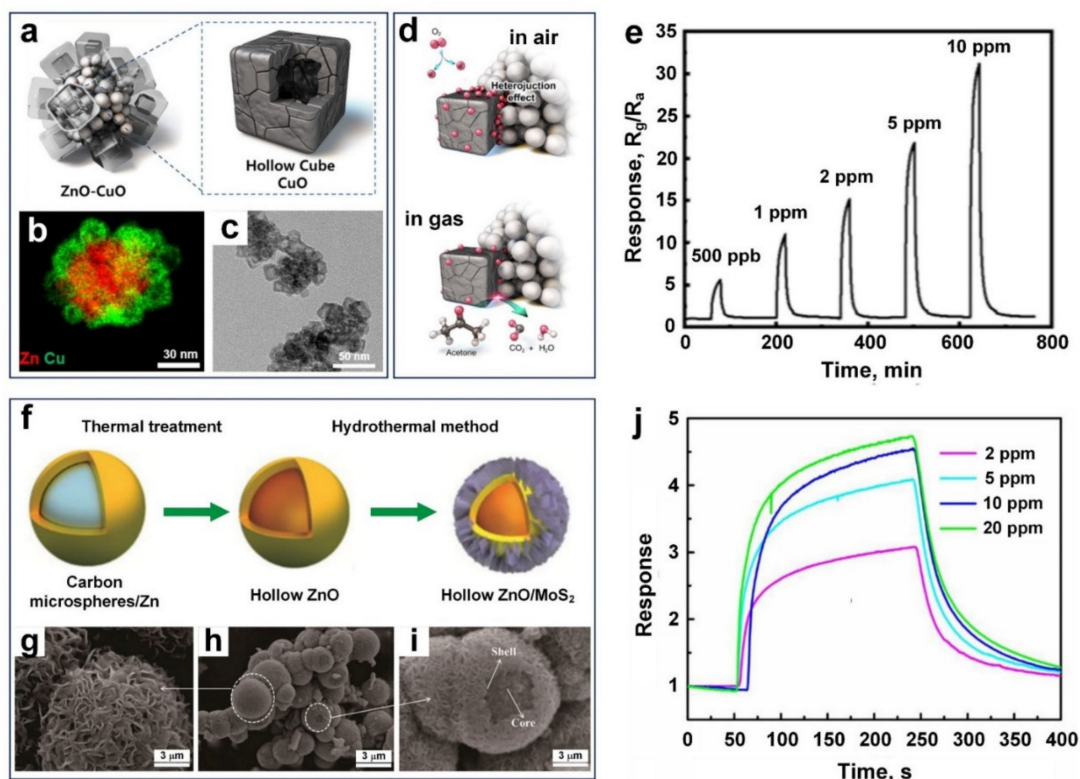 a
ZnO-CuO
Hollow Cube
CuO
b
Zn Cu
30 nm
c
50 nm
d
in air
O2
Heterojuction
effect
in gas
Acetone
CO2 + H2O
e
Response, Rg/Ra
35
30
25
20
15
10
5
0
500 ppb
1 ppm
2 ppm
5 ppm
10 ppm
0
200
400
600
800
Time, min
f
Thermal treatment
Hydrothermal method
Carbon
microspheres/Zn
Hollow ZnO
Hollow ZnO/MoS2
g
3 μm
h
3 μm
i
Shell
Core
3 μm
j
Response
5
4
3
2
1
2 ppm
5 ppm
10 ppm
20 ppm
0
50
100
150
200
250
300
350
400
Time, s